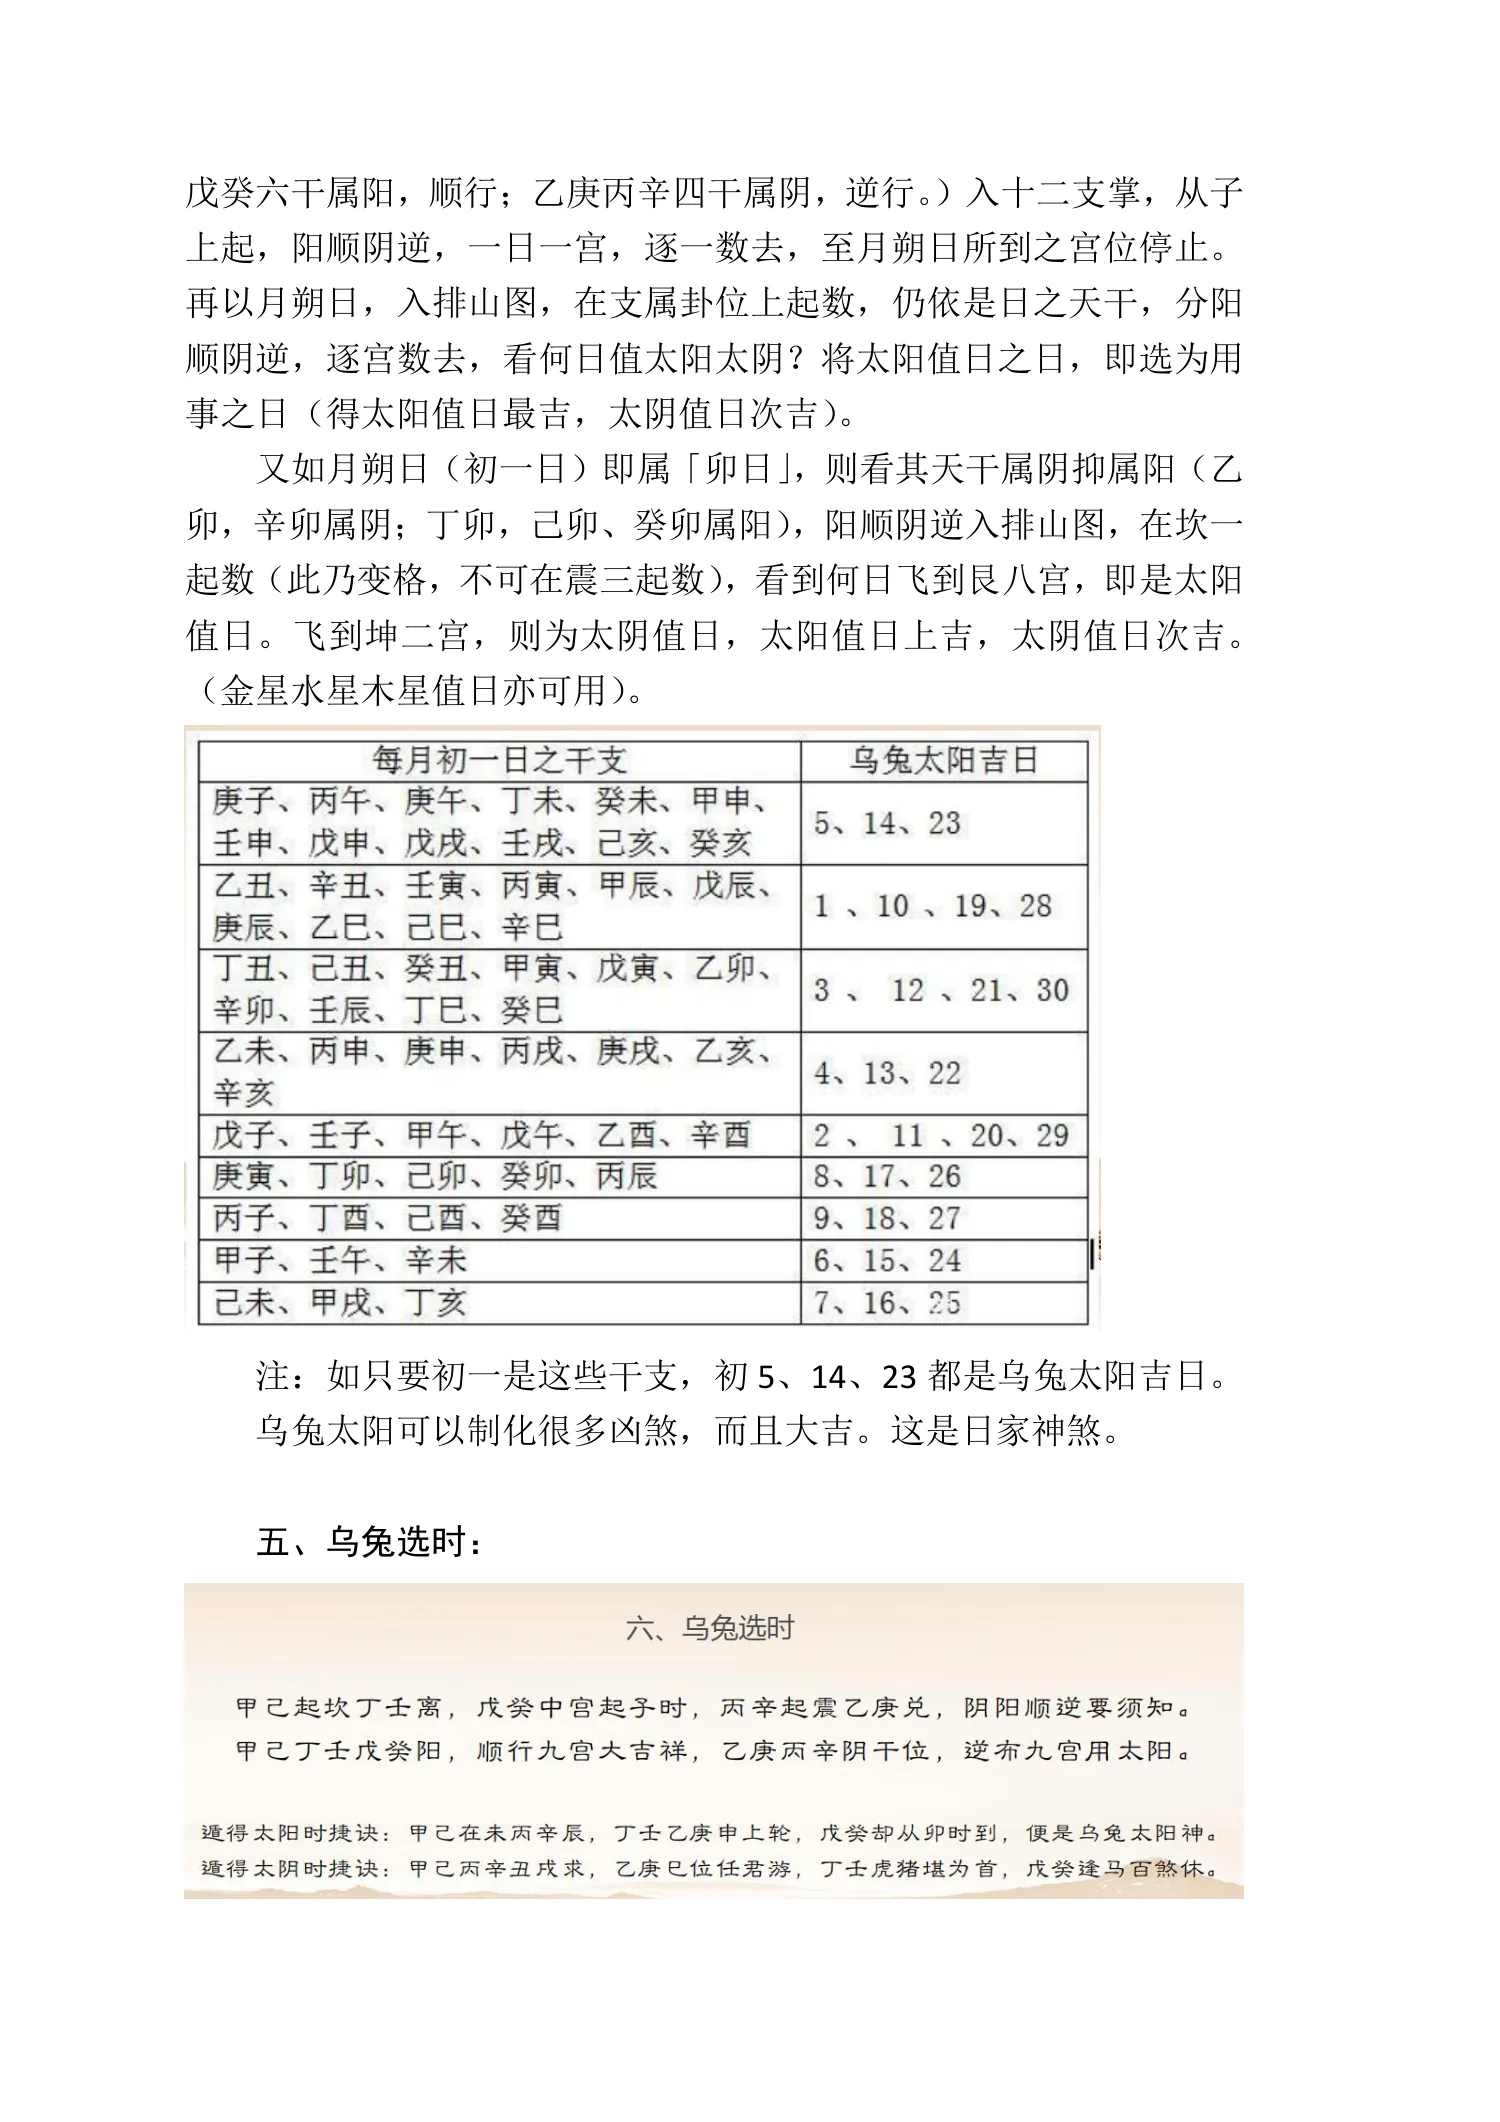 戊癸六干属阳，顺行；乙庚丙辛四干属阴，逆行。）入十二支掌，从子
上起，阳顺阴逆，一日一宫，逐一数去，至月朔日所到之宫位停止。
再以月朔日，入排山图，在支属卦位上起数，仍依是日之天干，分阳
顺阴逆，逐宫数去，看何日值太阳太阴？将太阳值日之日，即选为用
事之日（得太阳值日最吉，太阴值日次吉）。
又如月朔日（初一日）即属「卯日」，则看其天干属阴抑属阳（乙
卯，辛卯属阴；丁卯，己卯、癸卯属阳），阳顺阴逆入排山图，在坎一
起数（此乃变格，不可在震三起数），看到何日飞到艮八宫，即是太阳
值日。飞到坤二宫，则为太阴值日，太阳值日上吉，太阴值日次吉。
（金星水星木星值日亦可用）。
每月初一日之干支 乌兔太阳吉日
庚子、丙午、庚午、丁未、癸未、甲申、
壬申、戊申、戊戌、壬戌、己亥、癸亥
5、14、23
乙丑、辛丑、壬寅、丙寅、甲辰、戊辰、
庚辰、乙巳、己巳、辛巳
1 、10 、19、28
丁丑、己丑、癸丑、甲寅、戊寅、乙卯、
辛卯、壬辰、丁巳、癸巳
3 、 12 、21、30
乙未、丙申、庚申、丙戌、庚戌、乙亥、
辛亥
4、13、22
戊子、壬子、甲午、戊午、乙酉、辛酉 2 、 11 、20、29
庚寅、丁卯、己卯、癸卯、丙辰 8、17、26
丙子、丁酉、己酉、癸酉 9、18、27
甲子、壬午、辛未 6、15、24
己未、甲戌、丁亥 7、16、25
注：如只要初一是这些干支，初 5、14、23 都是乌兔太阳吉日。
乌兔太阳可以制化很多凶煞，而且大吉。这是日家神煞。
五、乌兔选时：
六、乌兔选时
甲己起坎丁壬离，戊癸中宫起子时，丙辛起震乙庚兑，阴阳顺逆要须知。
甲己丁壬戊癸阳，顺行九宫大吉祥，乙庚丙辛阴干位，逆布九宫用太阳。
遁得太阳时捷诀：甲己在未丙辛辰，丁壬乙庚申上轮，戊癸却从卯时到，便是乌兔太阳神。
遁得太阴时捷诀：甲己丙辛丑戌求，乙庚巳位任君游，丁壬虎猪堪为首，戊癸逢马百煞休。